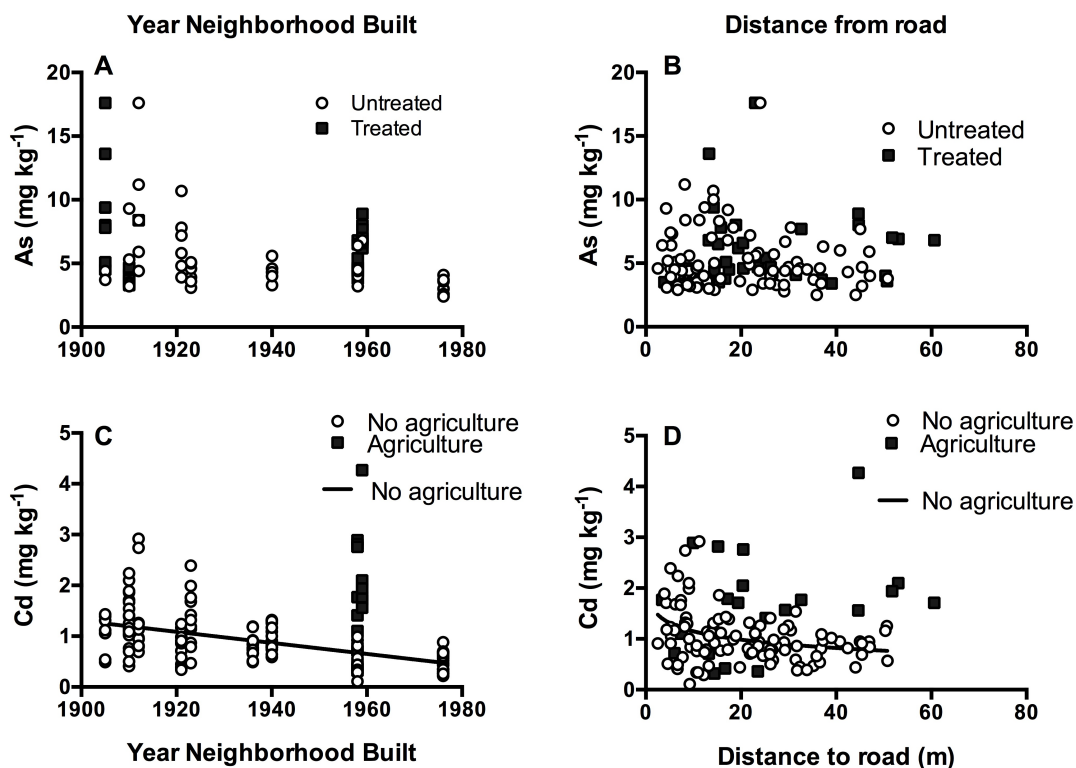 Year Neighborhood Built
Distance from road
A
As (mg kg-1)
20
15
10
5
0
Untreated
Treated
1900 1920 1940 1960 1980
B
As (mg kg-1)
20
15
10
5
0
Untreated
Treated
0 20 40 60 80
C
Cd (mg kg-1)
5
4
3
2
1
0
No agriculture
Agriculture
No agriculture
1900 1920 1940 1960 1980
Year Neighborhood Built
D
Cd (mg kg-1)
5
4
3
2
1
0
No agriculture
Agriculture
No agriculture
0 20 40 60 80
Distance to road (m)